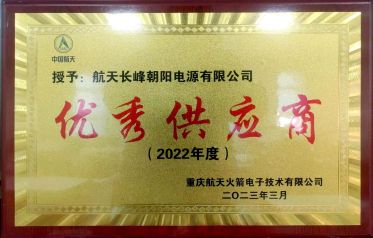 中国航天
授予：航天长峰朝阳电源有限公司
优秀供应商
（2022年度）
重庆航天火箭电子技术有限公司
二〇二三年三月